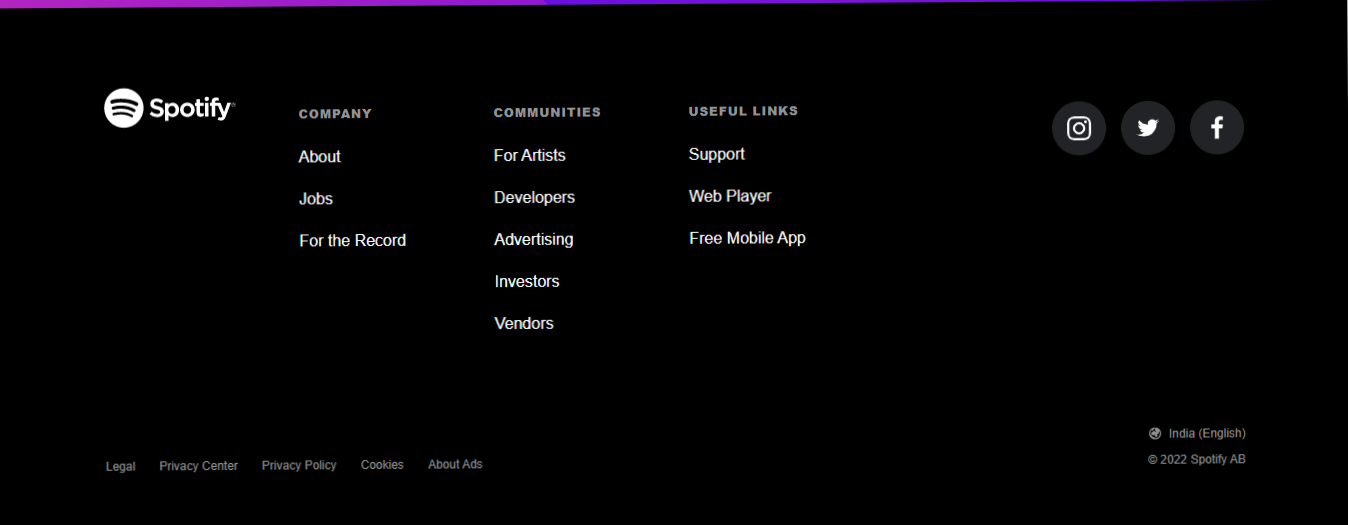 Spotify
COMPANY
About
Jobs
For the Record
COMMUNITIES
For Artists
Developers
Advertising
Investors
Vendors
USEFUL LINKS
Support
Web Player
Free Mobile App
India (English)
Legal Privacy Center Privacy Policy Cookies About Ads
© 2022 Spotify AB